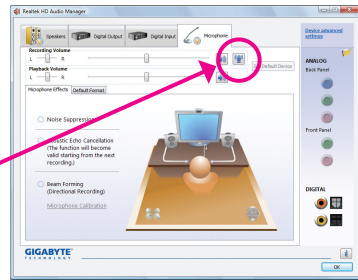 Realtek HD Audio Manager
Speakers
Digital Output
Digital Input
Microphone
Device advanced
settings
Recording Volume
L
R
Playback Volume
L
R
Default Device
Microphone Effects
Default Format
Noise Suppression
Acoustic Echo Cancellation
(The function will become
valid starting from the next
recording.)
Beam Forming
(Directional Recording)
Microphone Calibration
ANALOG
Back Panel
Front Panel
DIGITAL
GIGABYTE
TECHNOLOGY
i
OK